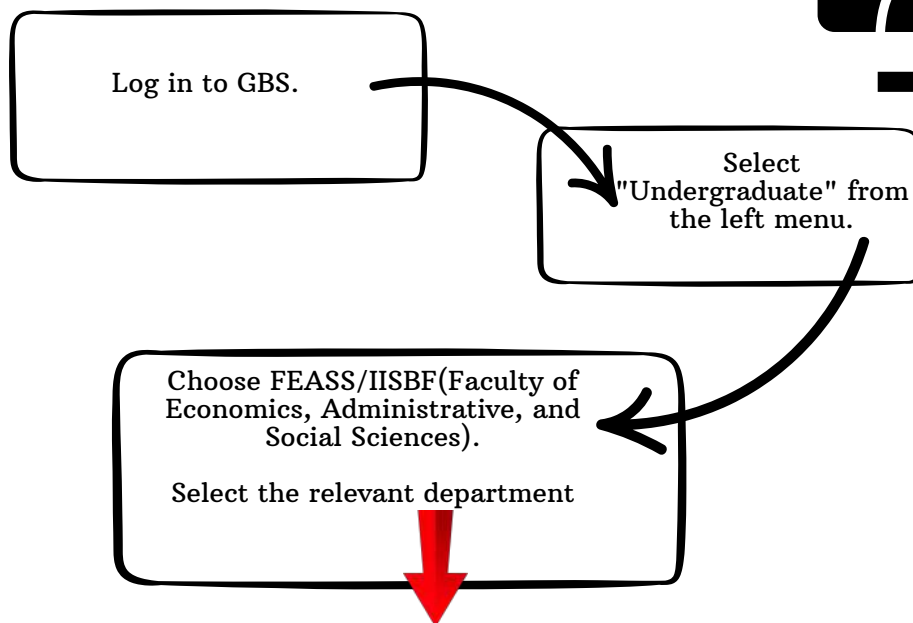 Log in to GBS.
Select
"Undergraduate" from
the left menu.
Choose FEASS/IISBF(Faculty of
Economics, Administrative, and
Social Sciences).
Select the relevant department